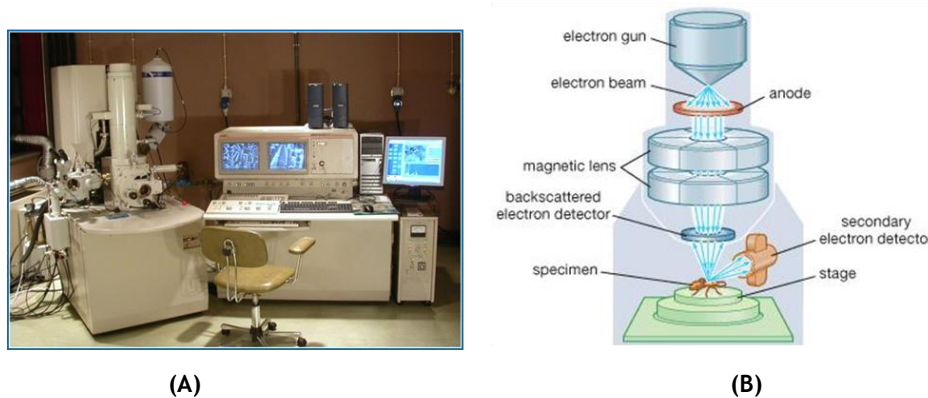 electron gun
electron beam
anode
magnetic lens
backscattered
electron detector
secondary
electron detecto
specimen
stage
(A)
(B)